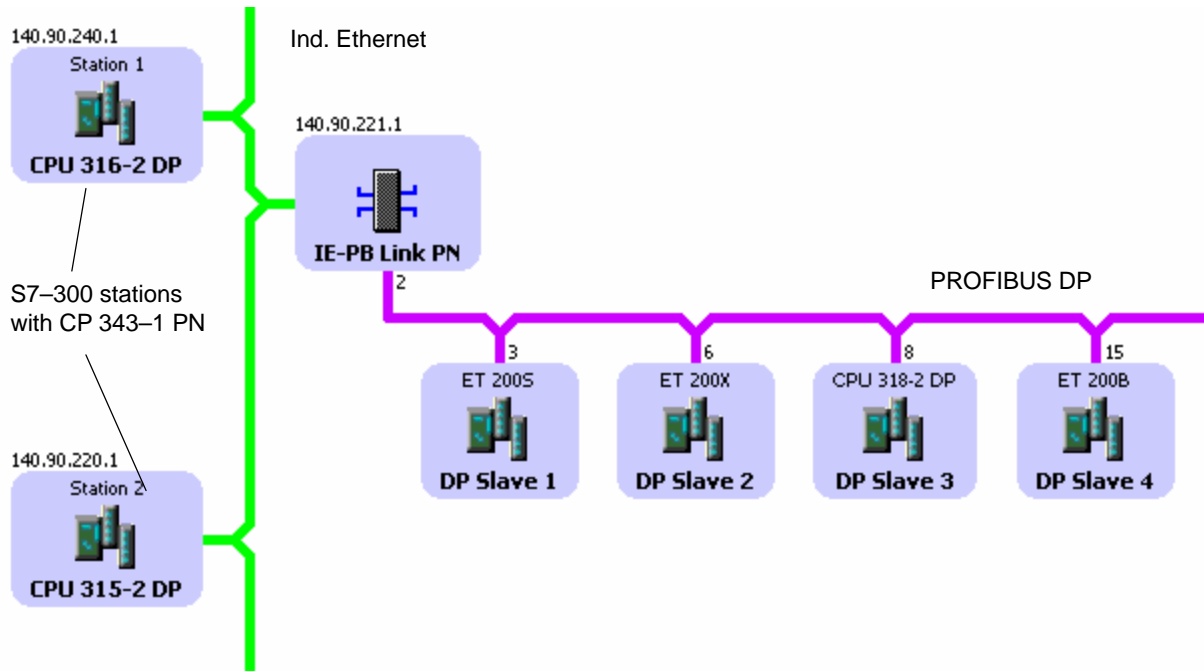 140.90.240.1
Station 1
CPU 316-2 DP
Ind. Ethernet
140.90.221.1
IE-PB Link PN
2
S7–300 stations
with CP 343–1 PN
PROFIBUS DP
3
ET 200S
DP Slave 1
6
ET 200X
DP Slave 2
8
CPU 318-2 DP
DP Slave 3
15
ET 200B
DP Slave 4
140.90.220.1
Station 2
CPU 315-2 DP